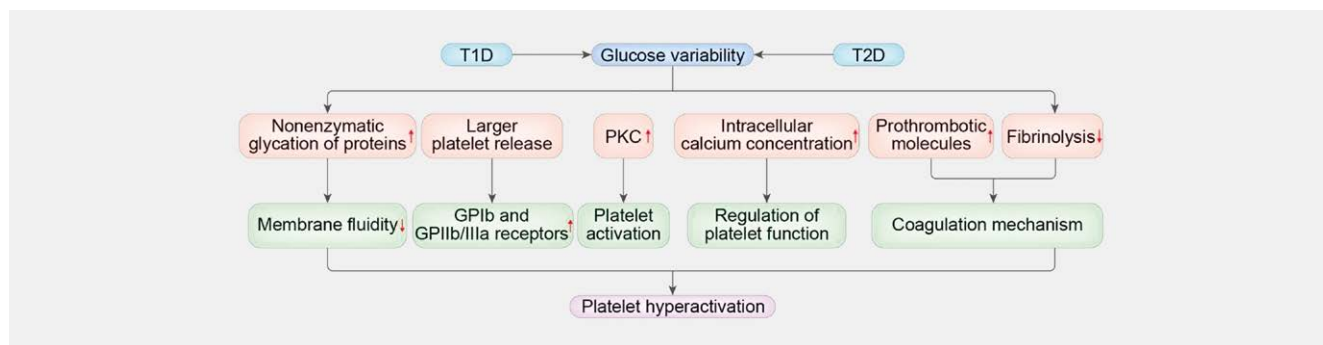 T1D
Glucose variability
T2D
Nonenzymatic
glycation of proteins↑
Larger
platelet release
PKC↑
Intracellular
calcium concentration↑
Prothrombotic
molecules↑
Fibrinolysis↓
Membrane fluidity↓
GPIb and
GPIIb/IIIa receptors↑
Platelet
activation
Regulation of
platelet function
Coagulation mechanism
Platelet hyperactivation